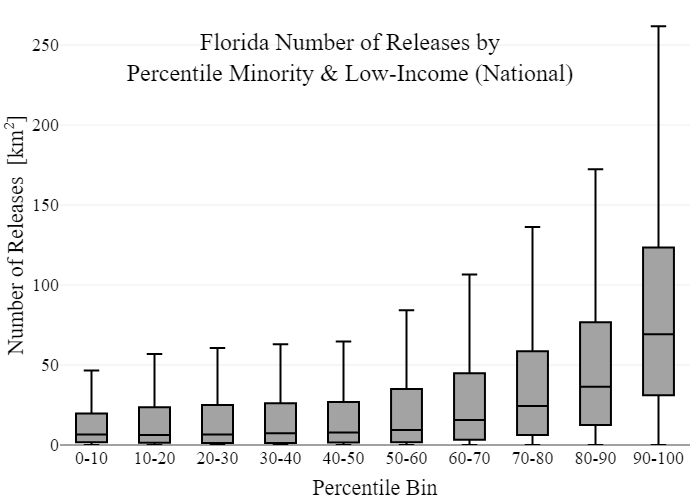 Florida Number of Releases by
Percentile Minority & Low-Income (National)
Number of Releases [km²]
250
200
150
100
50
0
0-10 10-20 20-30 30-40 40-50 50-60 60-70 70-80 80-90 90-100
Percentile Bin